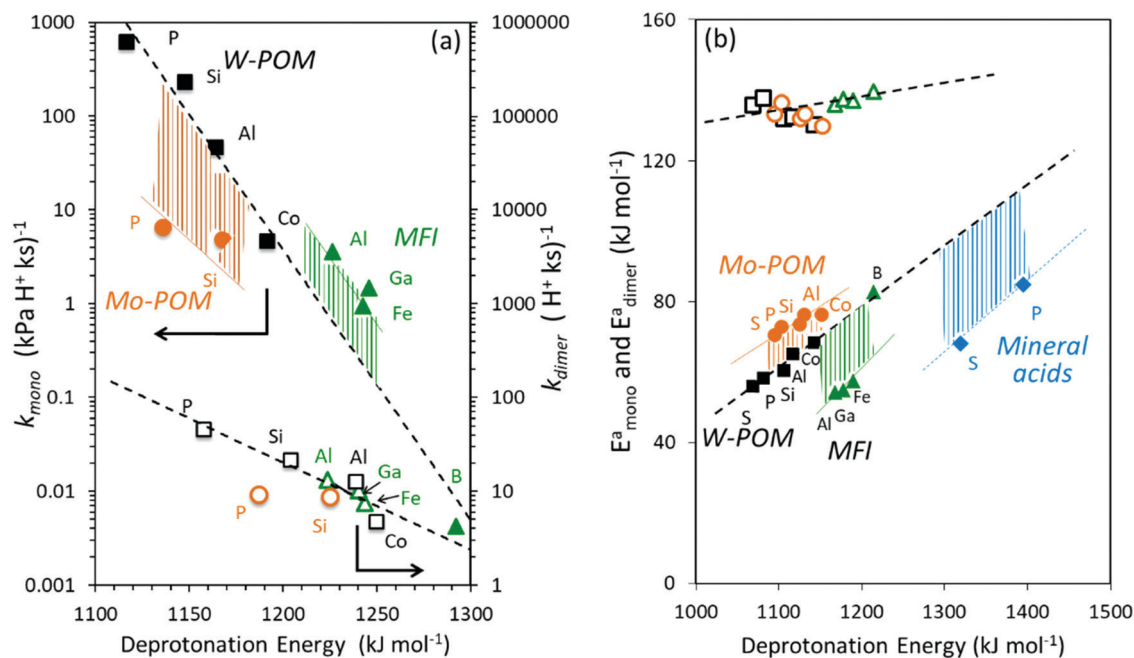 (a)
k_mono (kPa H⁺ ks)⁻¹
1000
100
10
1
0.1
0.01
0.001
k_dimer (H⁺ ks)⁻¹
1000000
100000
10000
1000
100
10
1
P
W-POM
Si
Al
Co
MFI
Al
Ga
Fe
P
Si
Mo-POM
P
Si
Al
Al
Ga
Fe
B
P
Si
Co
1100 1150 1200 1250 1300
Deprotonation Energy (kJ mol⁻¹)
(b)
Eᵃmono and Eᵃdimer (kJ mol⁻¹)
160
120
80
40
0
Mo-POM
S P Si Al Co
B
S P Si Al Co
W-POM
Al Ga Fe
MFI
S
P
Mineral
acids
1000 1100 1200 1300 1400 1500
Deprotonation Energy (kJ mol⁻¹)